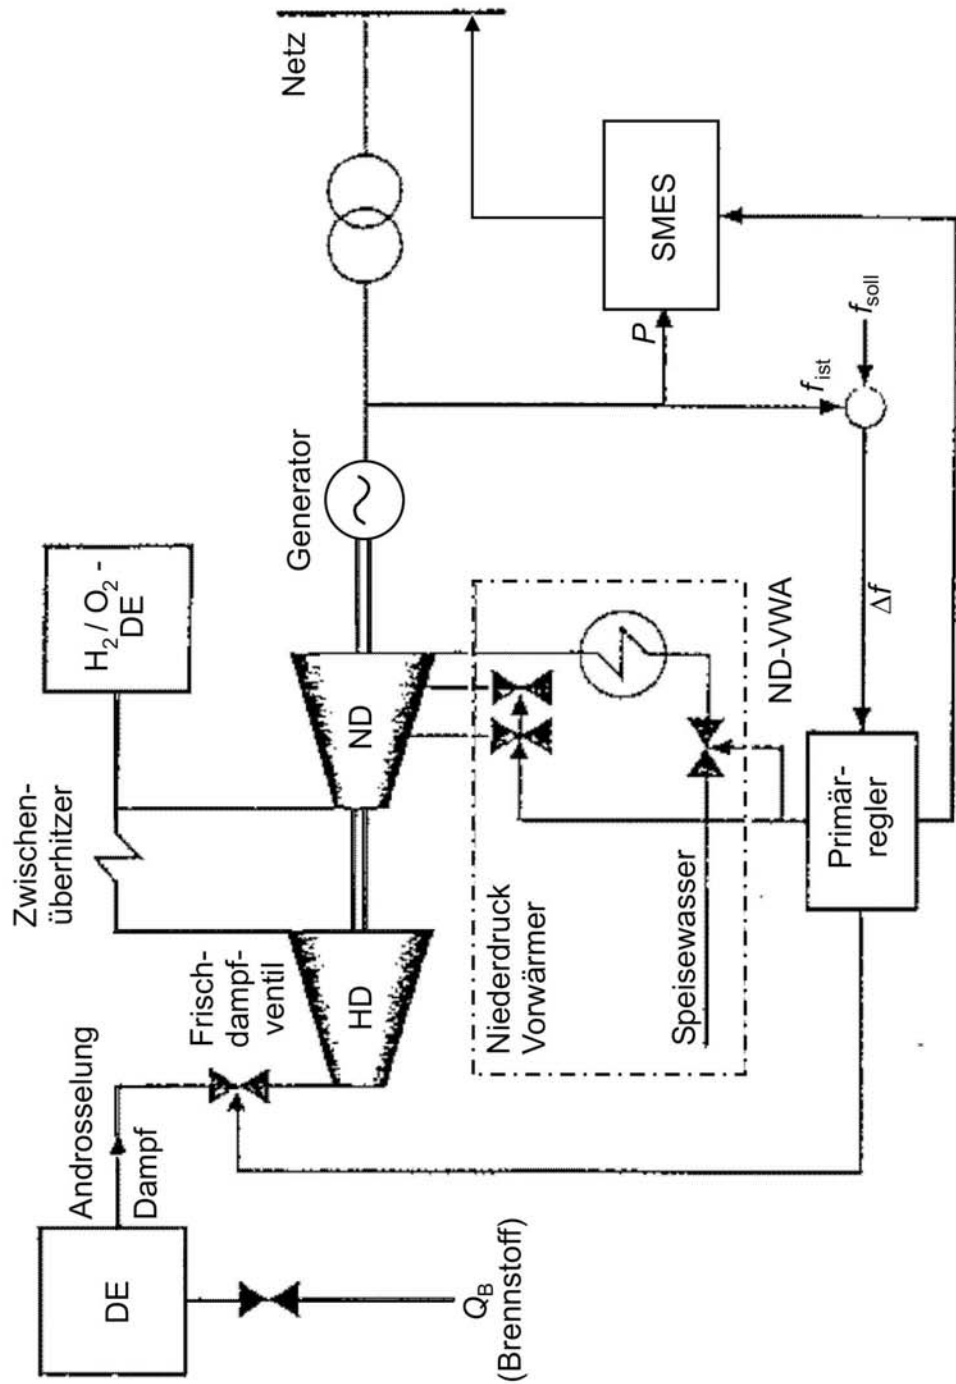 Zwischen-
überhitzer
H₂ / O₂ -
DE
Androsselung
Dampf
Frisch-
dampf-
ventil
DE
HD
ND
Generator
Netz
Q_B
(Brennstoff)
Niederdruck
Vorwärmer
Speisewasser
ND-VWA
P
SMES
f_ist
f_soll
Δf
Primär-
regler